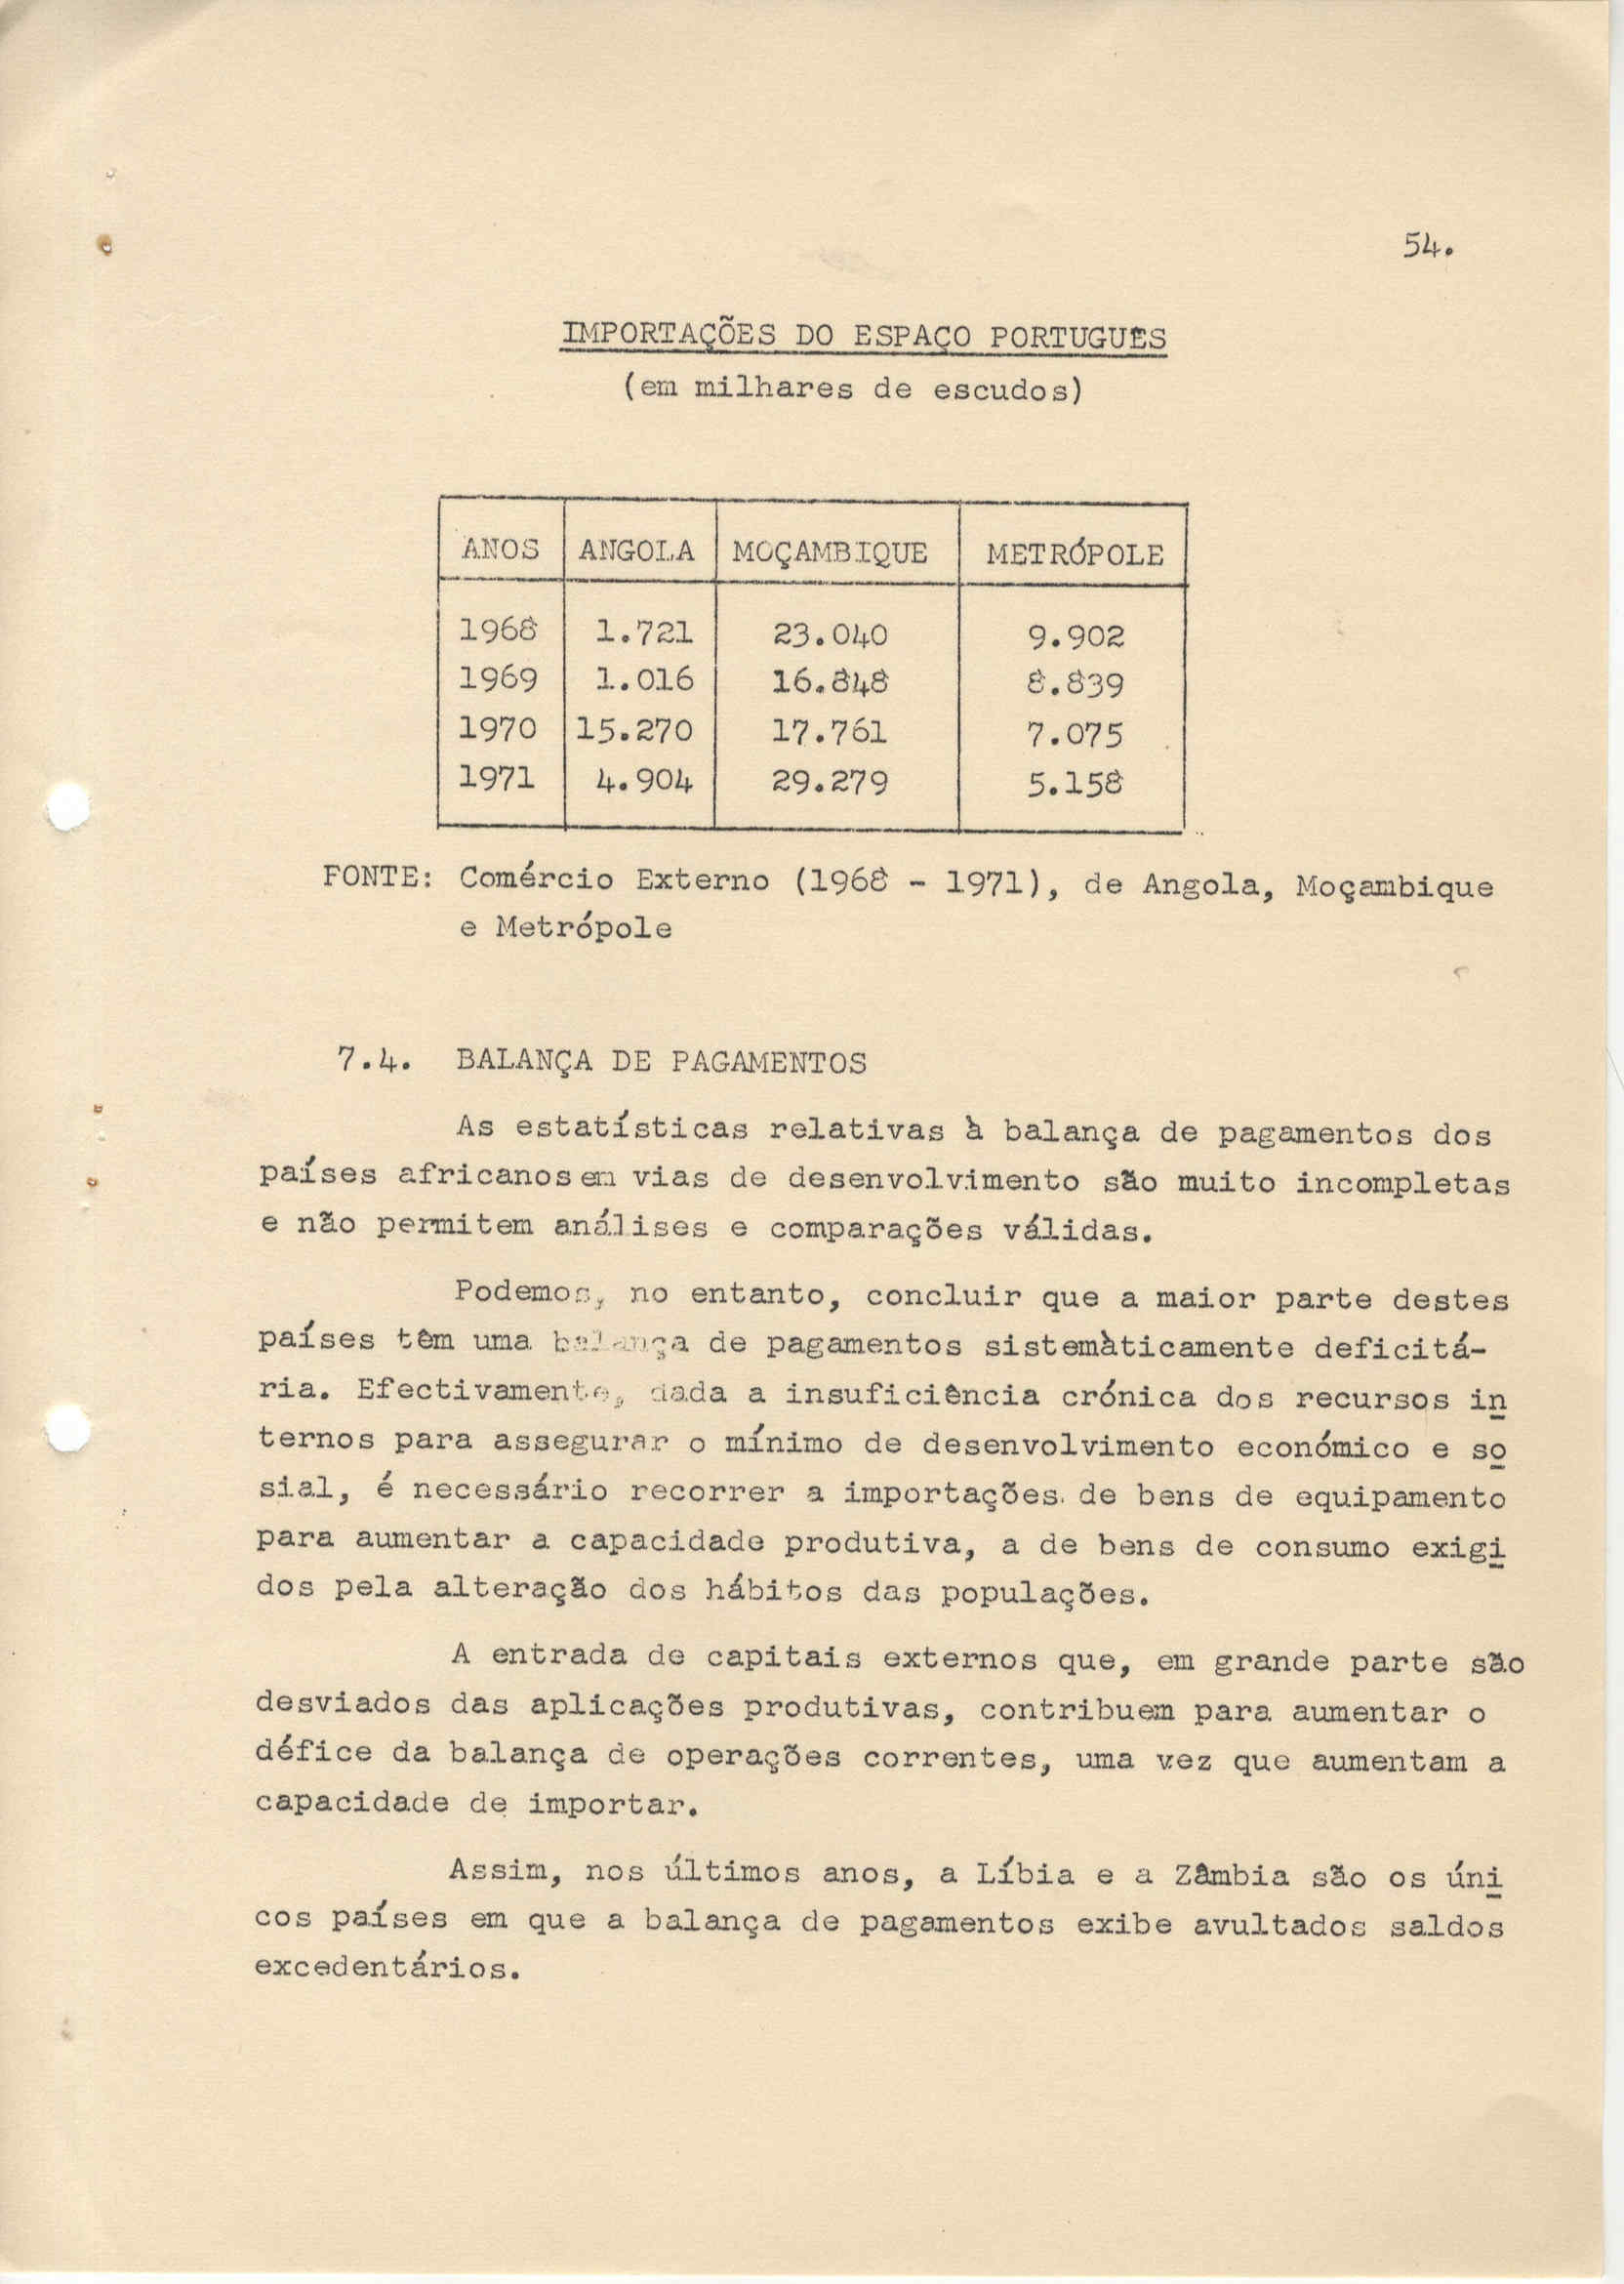 54.
IMPORTAÇÕES DO ESPAÇO PORTUGUÊS
(em milhares de escudos)
ANOS ANGOLA MOÇAMBIQUE METRÓPOLE
1968 1.721 23.040 9.902
1969 1.016 16.848 8.839
1970 15.270 17.761 7.075
1971 4.904 29.279 5.158
FONTE: Comércio Externo (1968 - 1971), de Angola, Moçambique
e Metrópole
7.4. BALANÇA DE PAGAMENTOS
As estatísticas relativas à balança de pagamentos dos
países africanos em vias de desenvolvimento são muito incompletas
e não permitem análises e comparações válidas.
Podemos, no entanto, concluir que a maior parte destes
países têm uma balança de pagamentos sistemàticamente deficitá-
ria. Efectivamente, dada a insuficiência crónica dos recursos in
ternos para assegurar o mínimo de desenvolvimento económico e so
sial, é necessário recorrer a importações de bens de equipamento
para aumentar a capacidade produtiva, a de bens de consumo exigi
dos pela alteração dos hábitos das populações.
A entrada de capitais externos que, em grande parte são
desviados das aplicações produtivas, contribuem para aumentar o
défice da balança de operações correntes, uma vez que aumentam a
capacidade de importar.
Assim, nos últimos anos, a Líbia e a Zâmbia são os úni
cos países em que a balança de pagamentos exibe avultados saldos
excedentários.